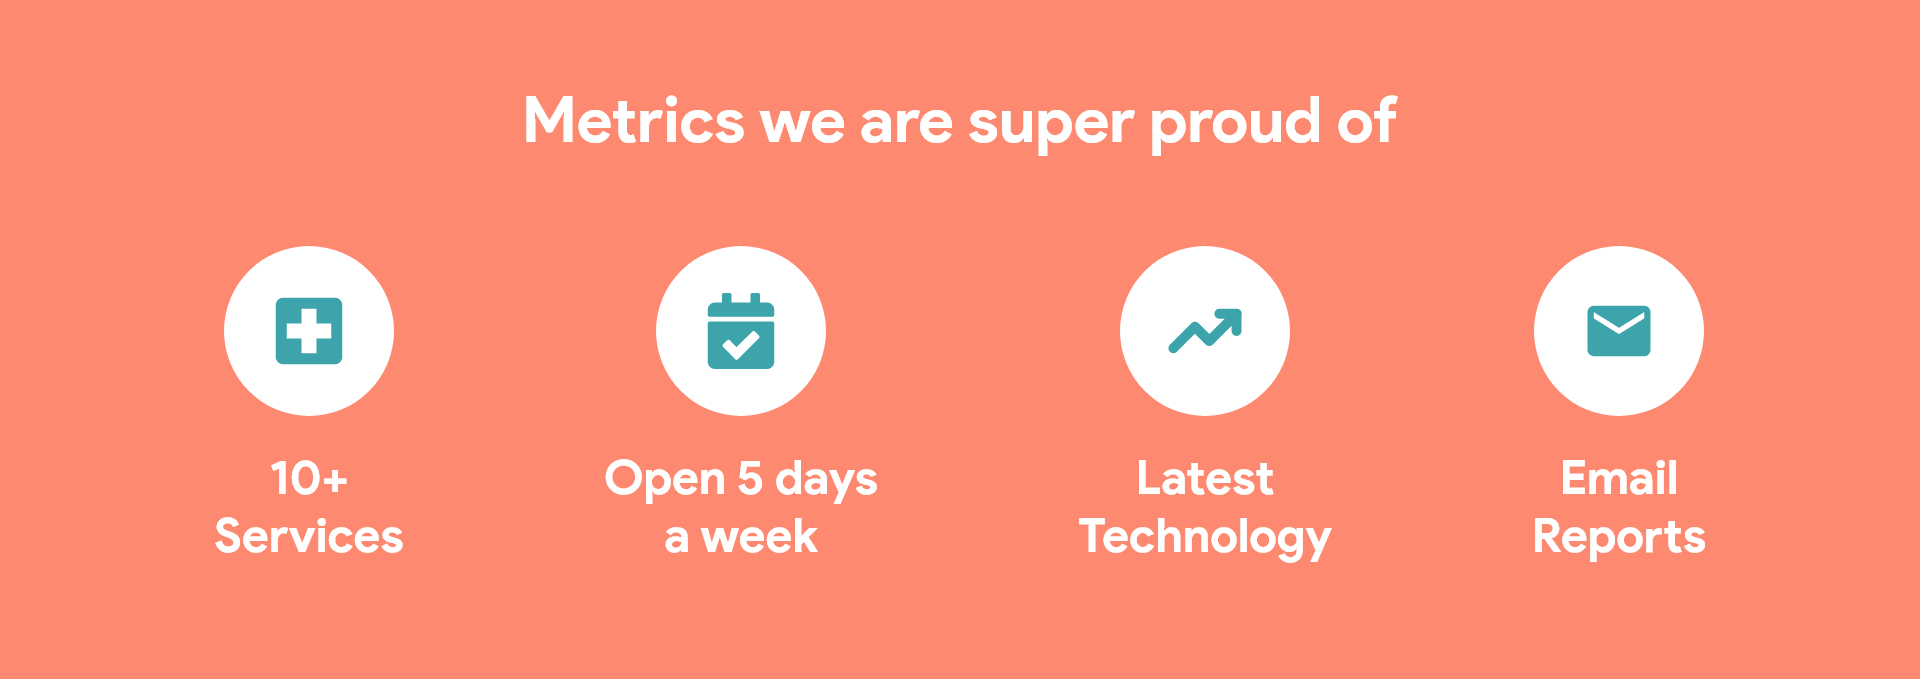 Metrics we are super proud of
10+
Services
Open 5 days
a week
Latest
Technology
Email
Reports